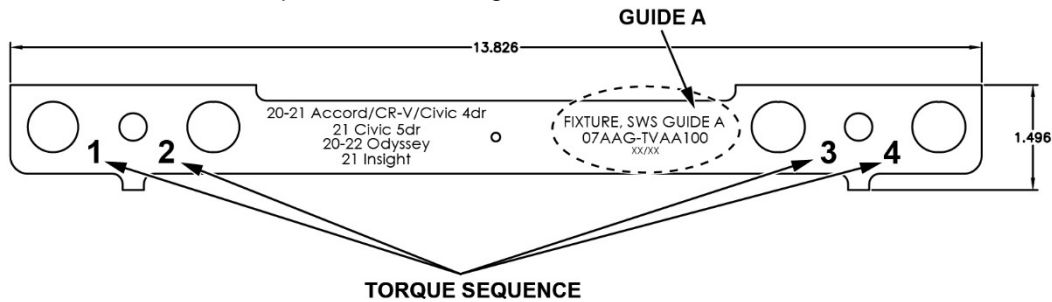 GUIDE A
13.826
20-21 Accord/CR-V/Civic 4dr
21 Civic 5dr
20-22 Odyssey
21 Insight
FIXTURE, SWS GUIDE A
07AAG-TVAA100
XX/XX
1.496
1 2 3 4
TORQUE SEQUENCE